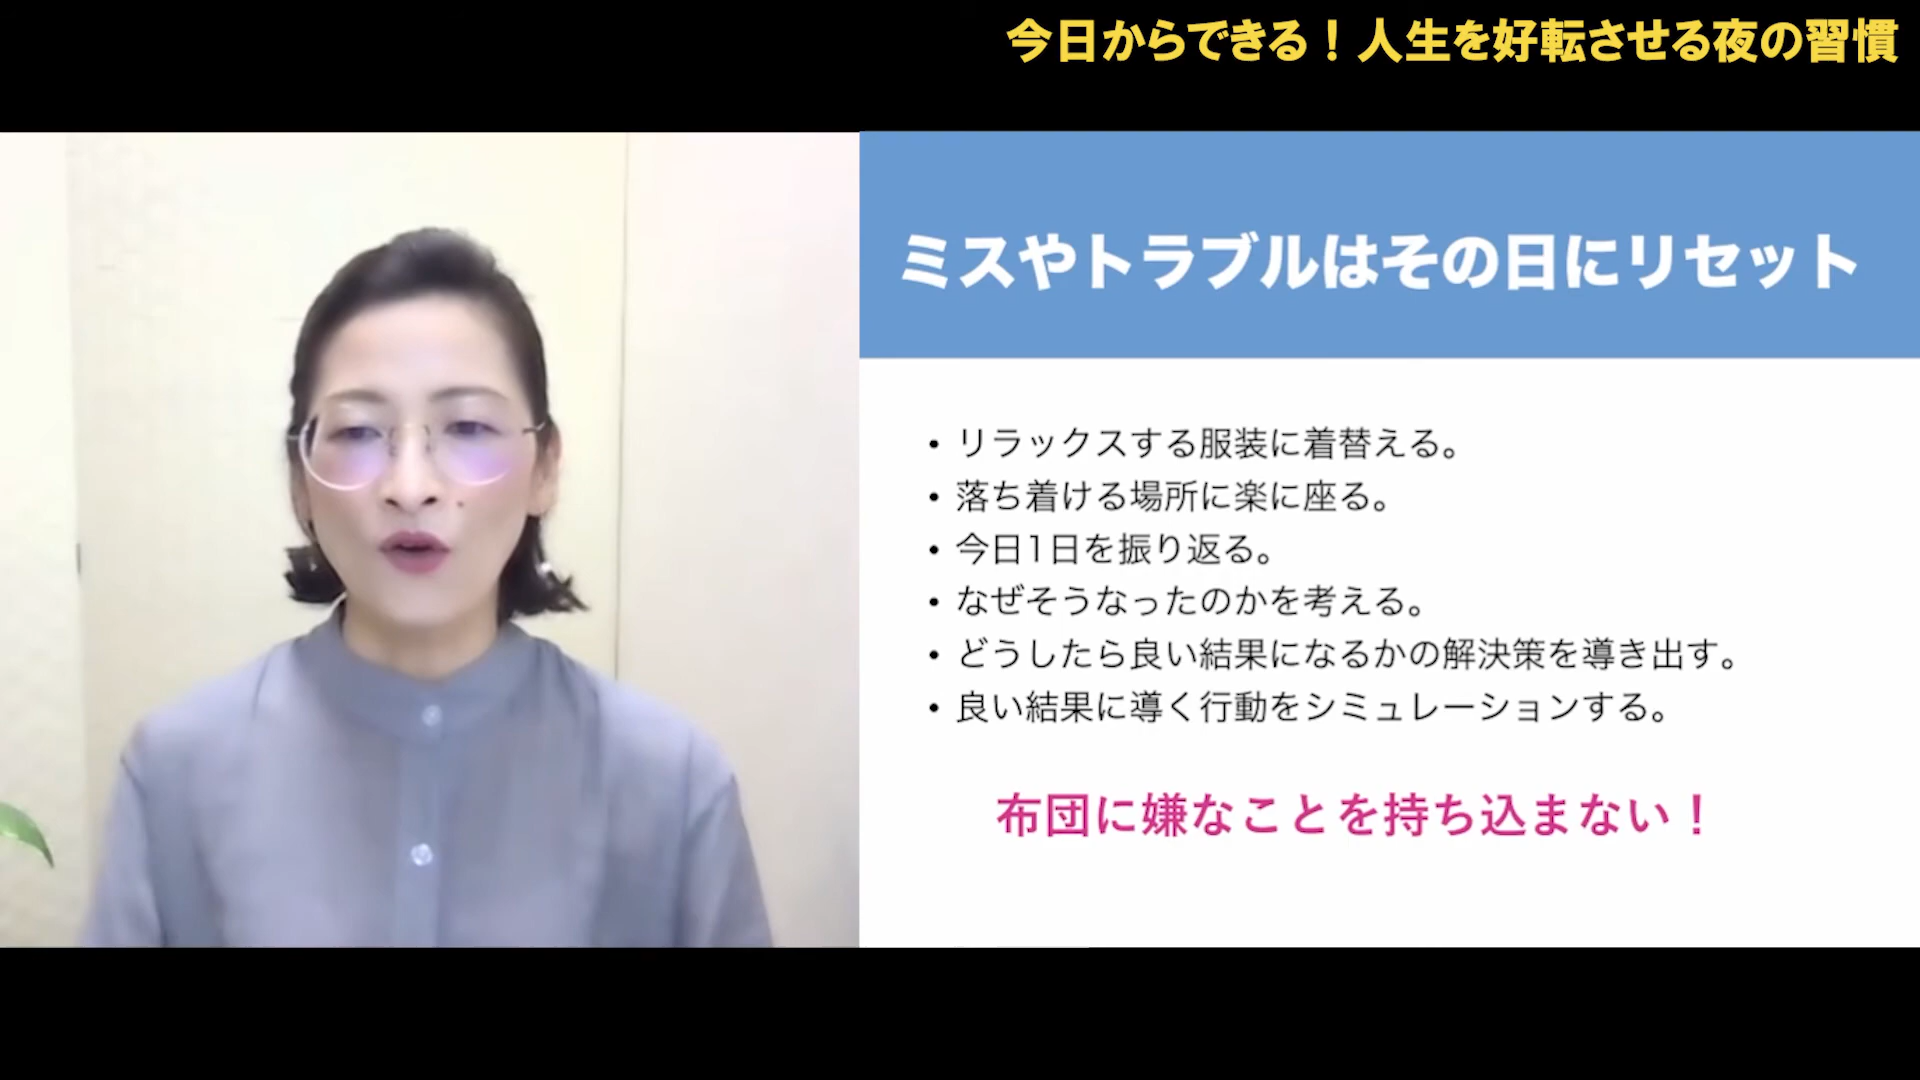 今日からできる！人生を好転させる夜の習慣
ミスやトラブルはその日にリセット
• リラックスする服装に着替える。
• 落ち着ける場所に楽に座る。
• 今日1日を振り返る。
• なぜそうなったのかを考える。
• どうしたら良い結果になるかの解決策を導き出す。
• 良い結果に導く行動をシミュレーションする。
布団に嫌なことを持ち込まない！